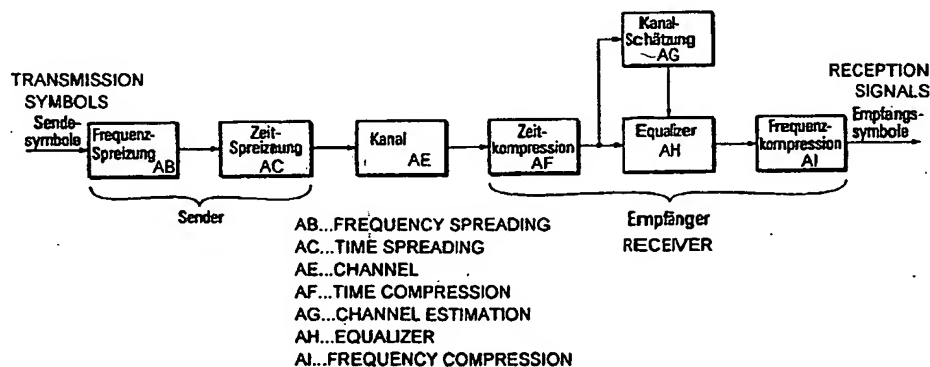 Kanal-
Schätzung
AG
TRANSMISSION
SYMBOLS
Sende-
symbole
RECEPTION
SIGNALS
Empfangs-
symbole
Frequenz-
Spreizung
AB
Zeit-
Spreizung
AC
Kanal
AE
Zeit-
kompression
AF
Equalizer
AH
Frequenz-
kompression
AI
Sender
Empfänger
RECEIVER
AB...FREQUENCY SPREADING
AC...TIME SPREADING
AE...CHANNEL
AF...TIME COMPRESSION
AG...CHANNEL ESTIMATION
AH...EQUALIZER
AI...FREQUENCY COMPRESSION